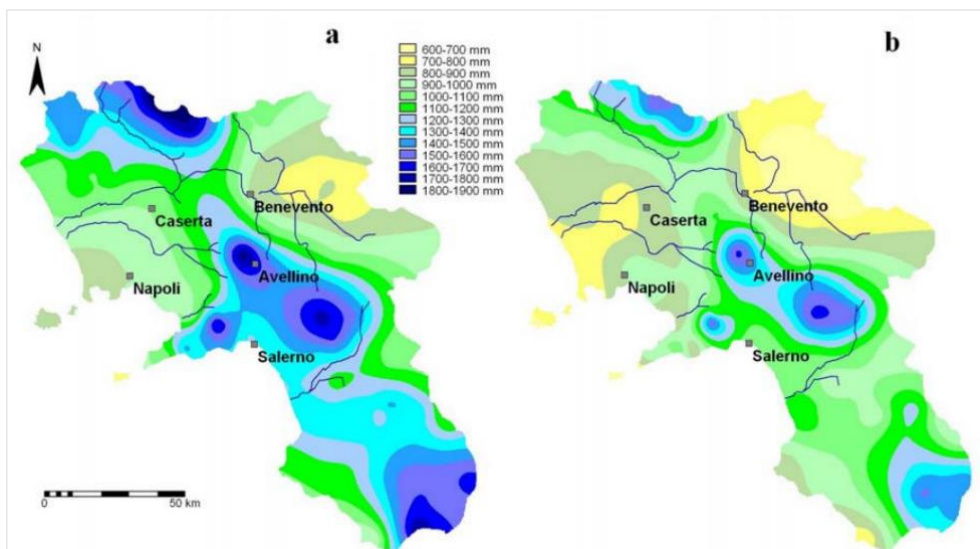 a
b
N
600-700 mm
700-800 mm
800-900 mm
900-1000 mm
1000-1100 mm
1100-1200 mm
1200-1300 mm
1300-1400 mm
1400-1500 mm
1500-1600 mm
1600-1700 mm
1700-1800 mm
1800-1900 mm
Benevento
Caserta
Avellino
Napoli
Salerno
Benevento
Caserta
Avellino
Napoli
Salerno
0 50 km